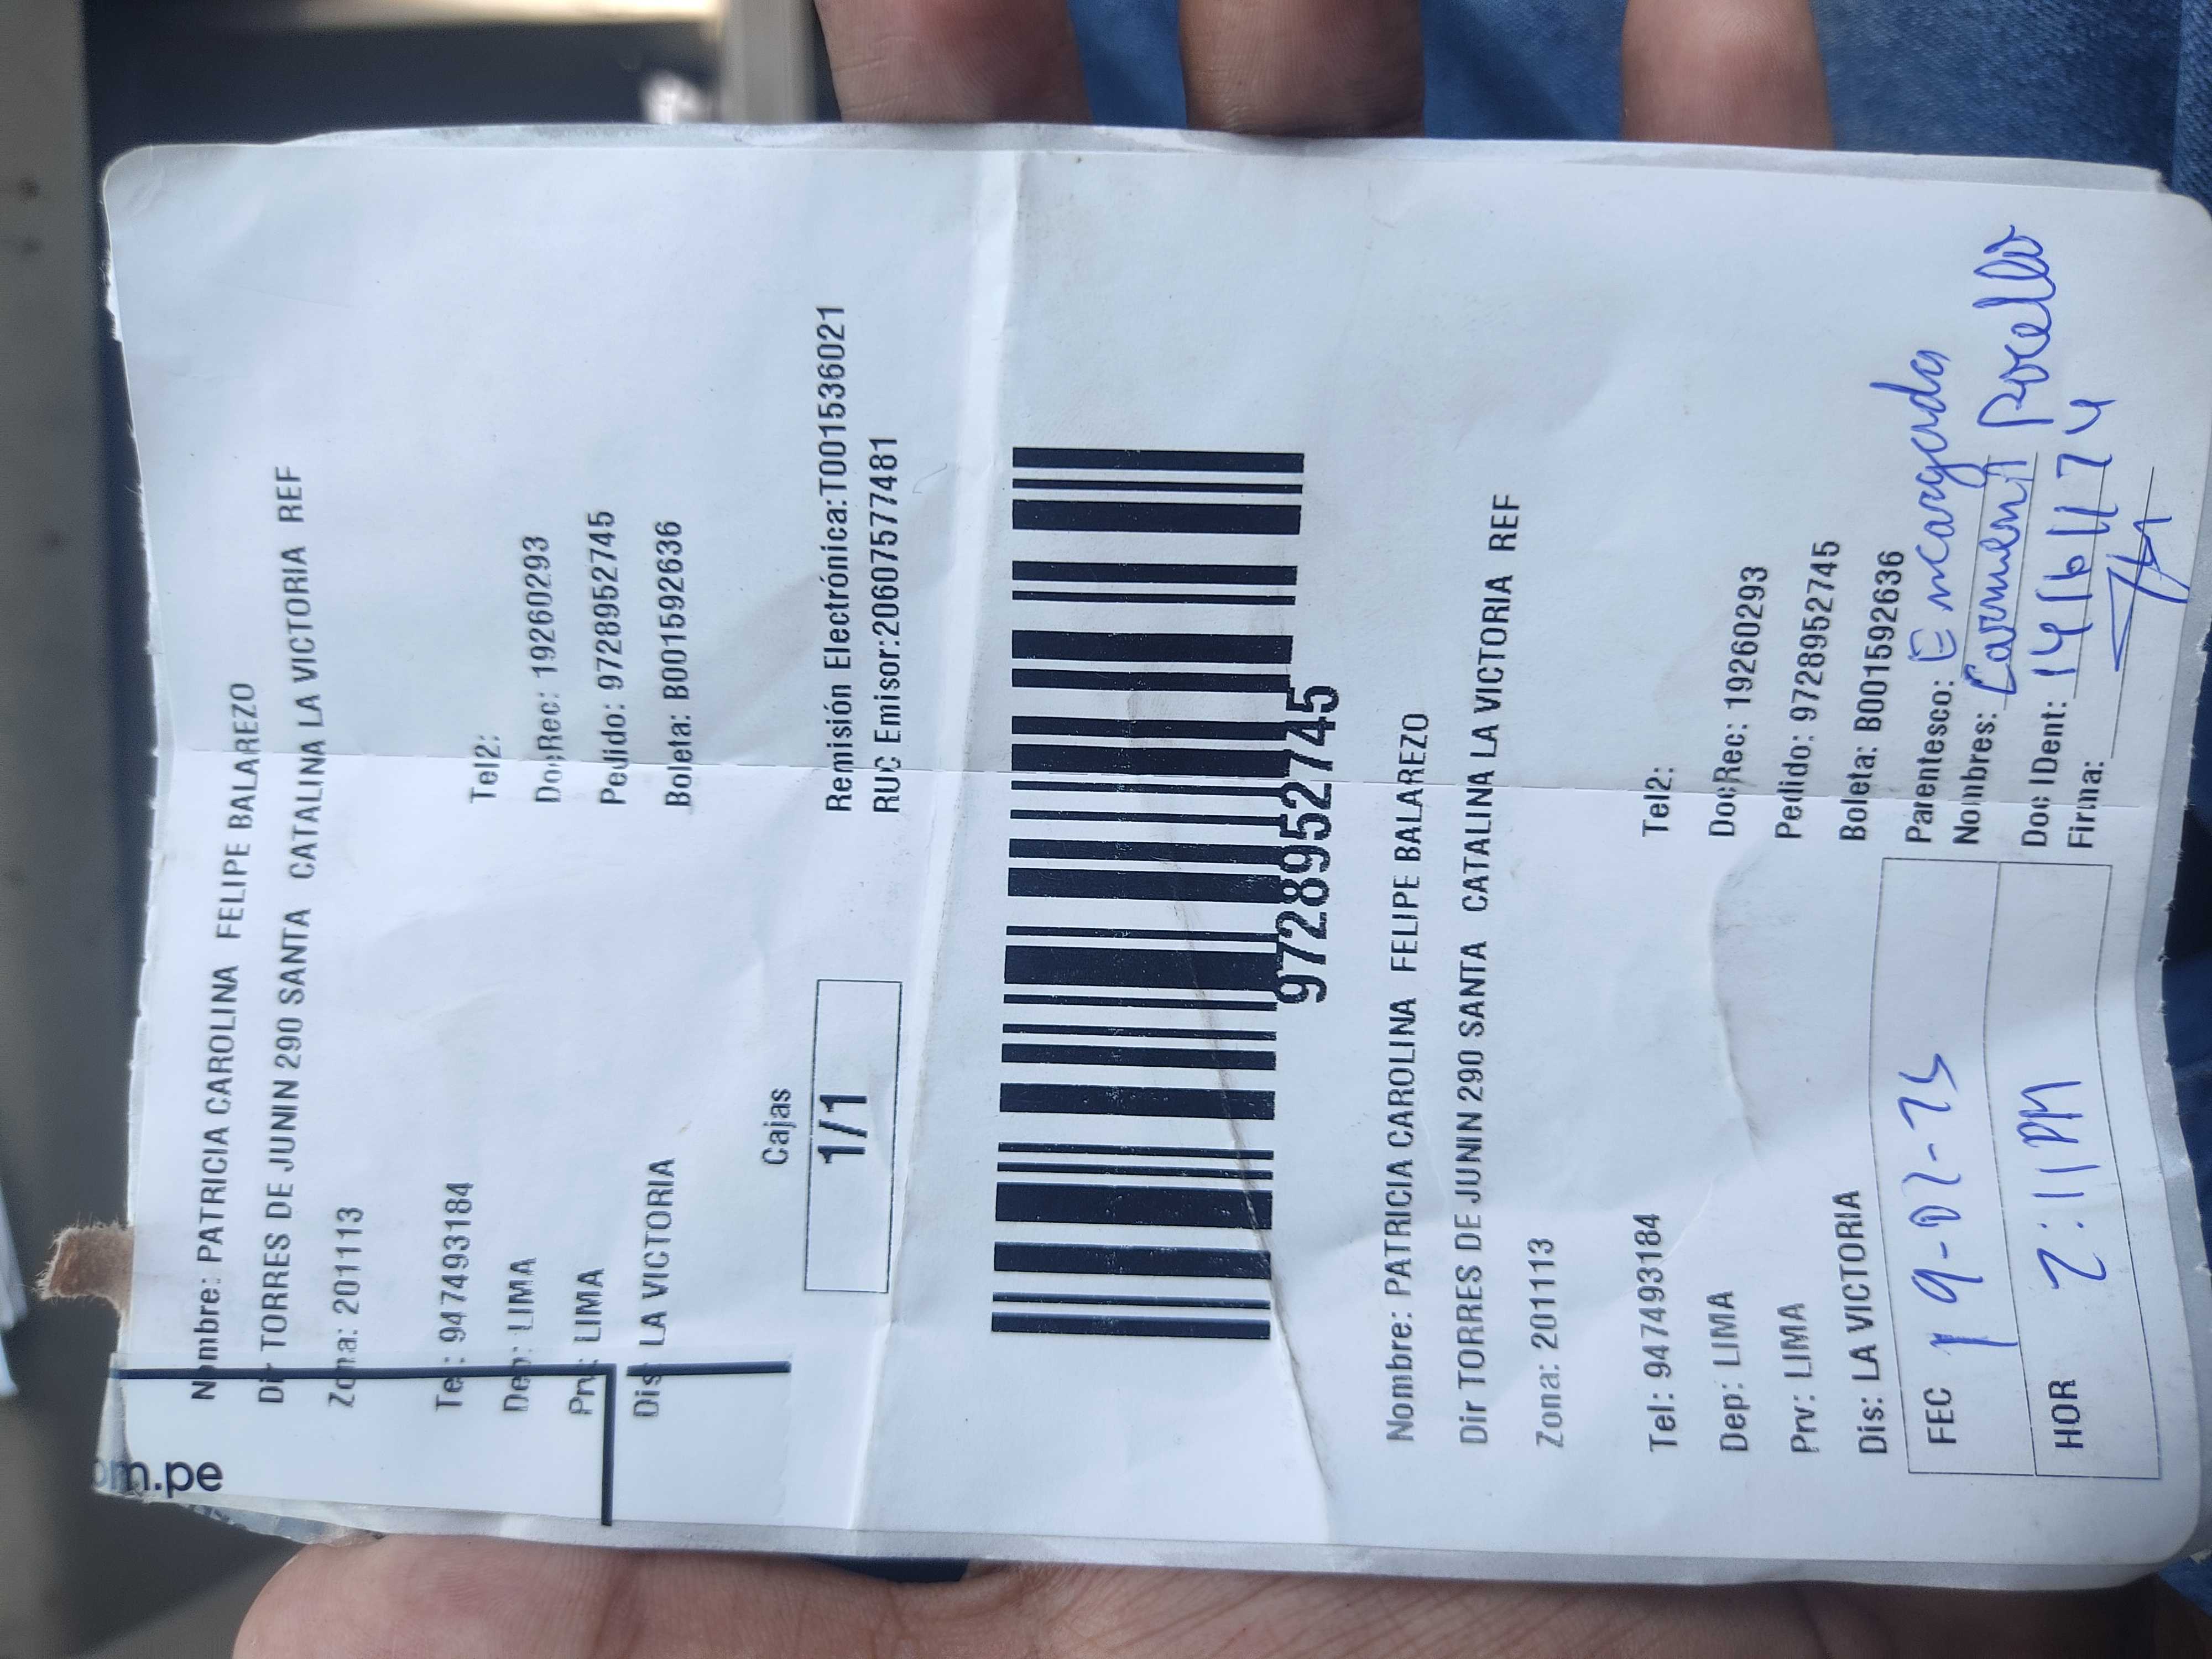 om.pe
Nombre: PATRICIA CAROLINA FELIPE BALAREZO
Dir TORRES DE JUNIN 290 SANTA CATALINA LA VICTORIA REF
Zona: 201113
Tel: 947493184 Tel2:
Dep: LIMA DocRec: 19260293
Prv: LIMA Pedido: 9728952745
Dis: LA VICTORIA Boleta: B001592636
Cajas
1/1
Remisión Electrónica:T001536021
RUC Emisor:20607577481
9728952745
Nombre: PATRICIA CAROLINA FELIPE BALAREZO
Dir TORRES DE JUNIN 290 SANTA CATALINA LA VICTORIA REF
Zona: 201113
Tel: 947493184 Tel2:
Dep: LIMA DocRec: 19260293
Prv: LIMA Pedido: 9728952745
Dis: LA VICTORIA Boleta: B001592636
Parentesco: Encargada
FEC Nombres: Carmen
Doc IDent:
HOR 2:11PM Firma: